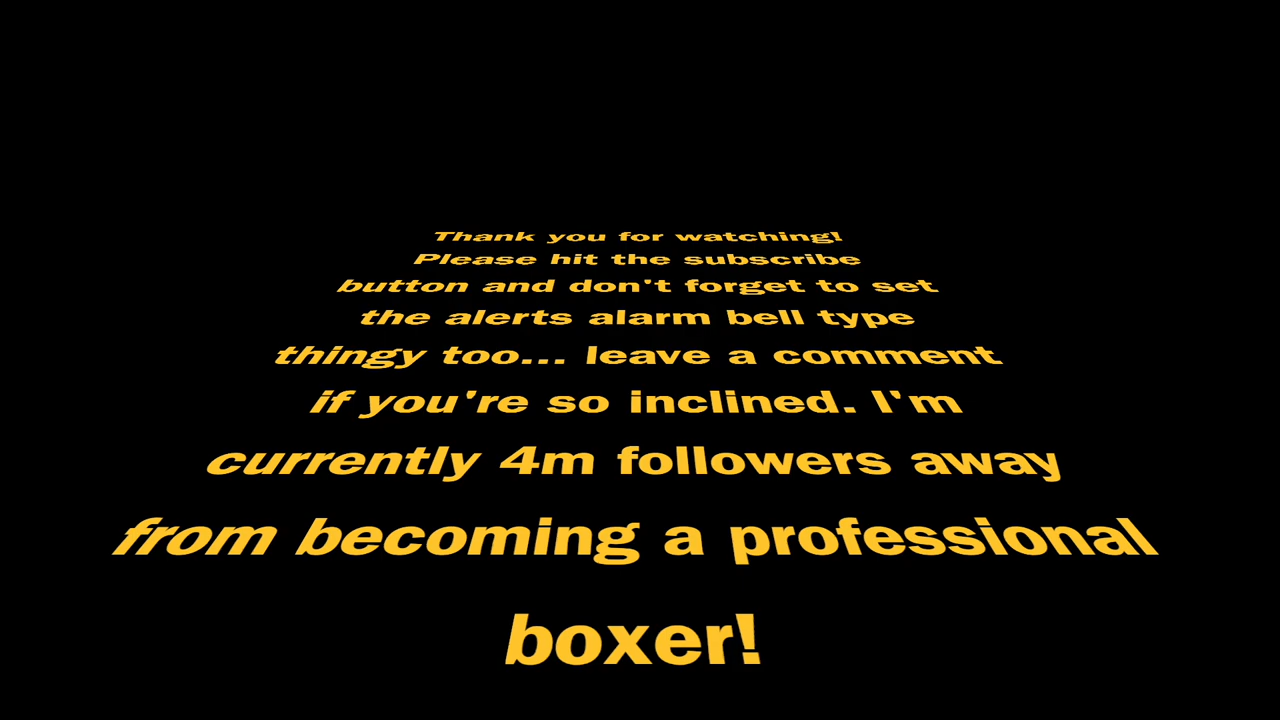 Thank you for watching!
Please hit the subscribe
button and don't forget to set
the alerts alarm bell type
thingy too... leave a comment
if you're so inclined. I'm
currently 4m followers away
from becoming a professional
boxer!